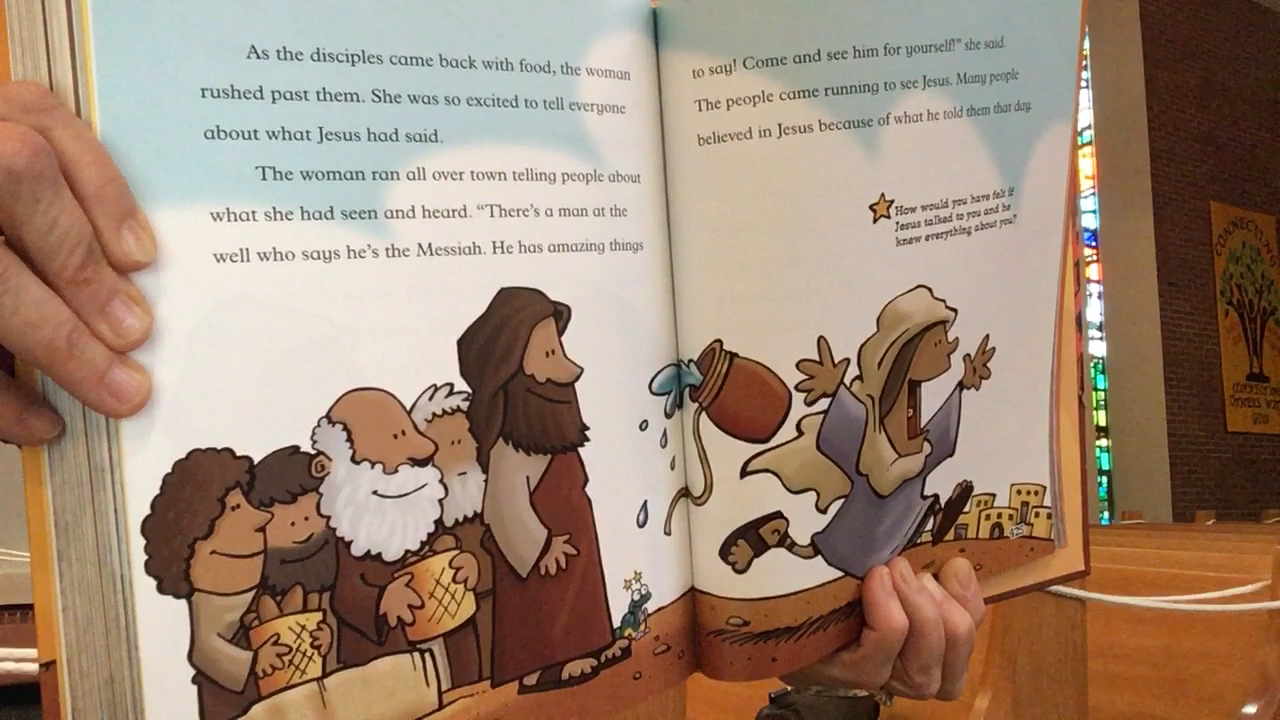 As the disciples came back with food, the woman
rushed past them. She was so excited to tell everyone
about what Jesus had said.
The woman ran all over town telling people about
what she had seen and heard. “There’s a man at the
well who says he’s the Messiah. He has amazing things
to say! Come and see him for yourself!” she said.
The people came running to see Jesus. Many people
believed in Jesus because of what he told them that day.
How would you have felt if
Jesus talked to you and he
knew everything about you?
CONNECTING
OTHERS